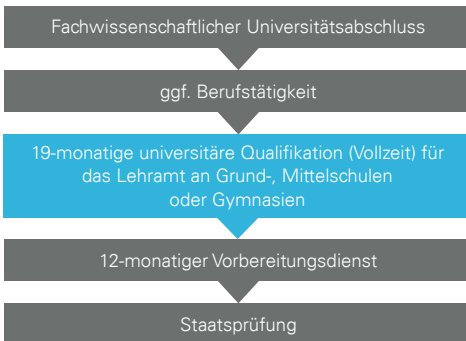 Fachwissenschaftlicher Universitätsabschluss
ggf. Berufstätigkeit
19-monatige universitäre Qualifikation (Vollzeit) für
das Lehramt an Grund-, Mittelschulen
oder Gymnasien
12-monatiger Vorbereitungsdienst
Staatsprüfung